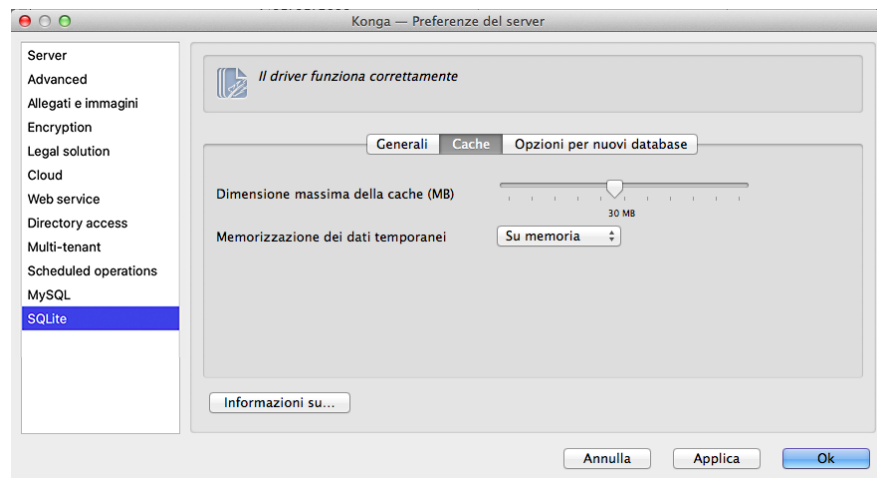 Konga — Preferenze del server
Server
Advanced
Allegati e immagini
Encryption
Legal solution
Cloud
Web service
Directory access
Multi-tenant
Scheduled operations
MySQL
SQLite
Il driver funziona correttamente
Generali Cache Opzioni per nuovi database
Dimensione massima della cache (MB)
30 MB
Memorizzazione dei dati temporanei Su memoria
Informazioni su...
Annulla Applica Ok